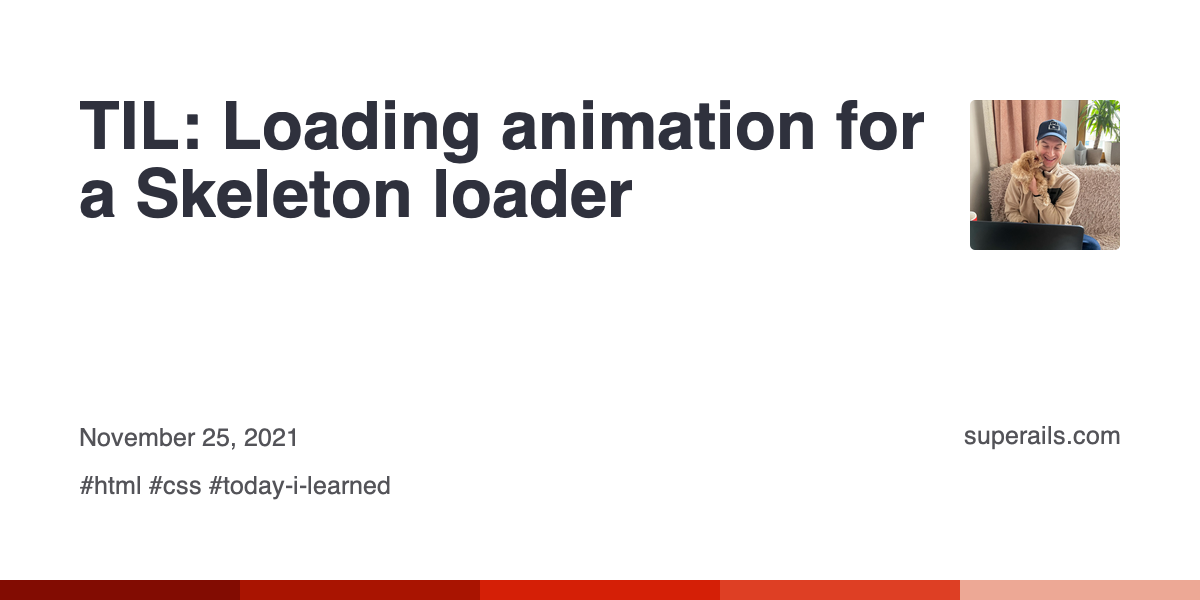 TIL: Loading animation for
a Skeleton loader
November 25, 2021
superails.com
#html #css #today-i-learned